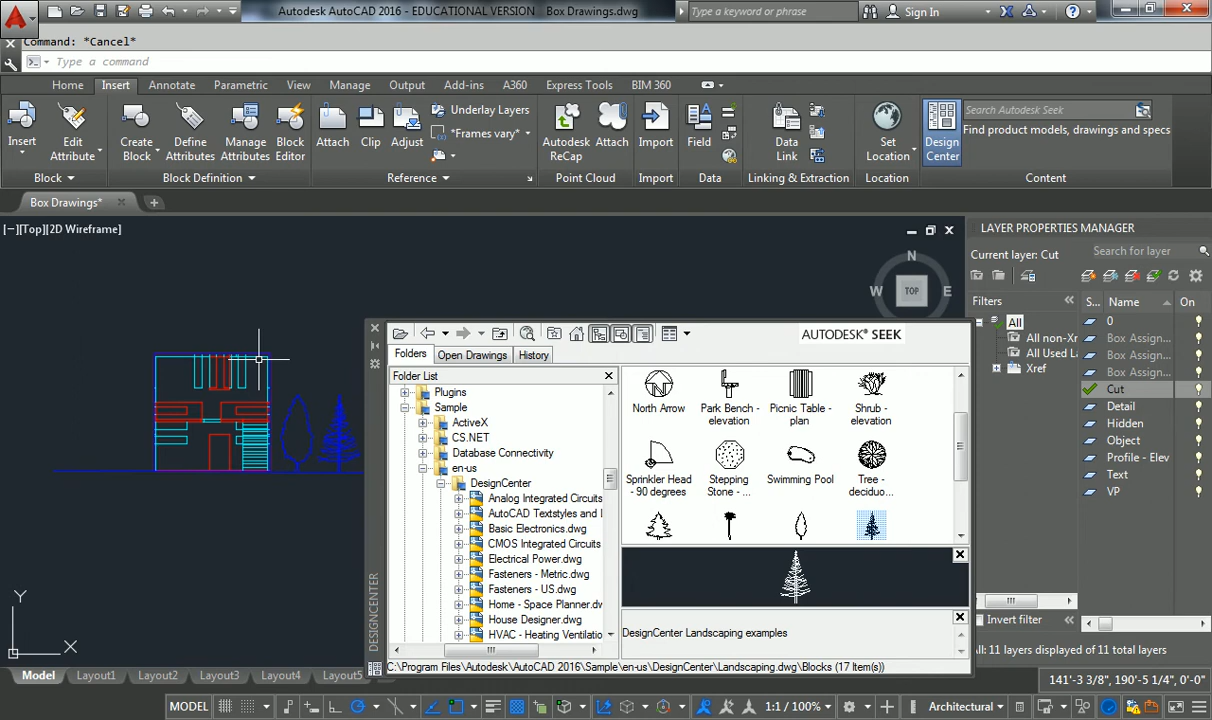 Autodesk AutoCAD 2016 - EDUCATIONAL VERSION Box Drawings.dwg
Type a keyword or phrase
Sign In
Command: *Cancel*
Type a command
Home Insert Annotate Parametric View Manage Output Add-ins A360 Express Tools BIM 360
Underlay Layers
Search Autodesk Seek
*Frames vary*
Find product models, drawings and specs
Insert Edit Attribute Create Block Define Attributes Manage Attributes Block Editor Attach Clip Adjust Autodesk ReCap Attach Import Field Data Link Set Location Design Center
Block Block Definition Reference Point Cloud Import Data Linking & Extraction Location Content
Box Drawings*
[−][Top][2D Wireframe]
N
W TOP E
LAYER PROPERTIES MANAGER
Current layer: Cut
Search for layer
Filters
All
All non-Xr
All Used La
Xref
S.. Name On
0
Box Assign
Box Assign
Box Assign
Cut
Detail
Hidden
Object
Profile - Elev
Text
VP
Invert filter
All: 11 layers displayed of 11 total layers
AUTODESK® SEEK
Folders Open Drawings History
Folder List
Plugins
Sample
ActiveX
CS.NET
Database Connectivity
en-us
DesignCenter
Analog Integrated Circuits
AutoCAD Textstyles and l
Basic Electronics.dwg
CMOS Integrated Circuits
Electrical Power.dwg
Fasteners - Metric.dwg
Fasteners - US.dwg
Home - Space Planner.dw
House Designer.dwg
HVAC - Heating Ventilatio
North Arrow
Park Bench - elevation
Picnic Table - plan
Shrub - elevation
Sprinkler Head - 90 degrees
Stepping Stone - ...
Swimming Pool
Tree - deciduo...
DesignCenter Landscaping examples
DESIGNCENTER
C:\Program Files\Autodesk\AutoCAD 2016\Sample\en-us\DesignCenter\Landscaping.dwg\Blocks (17 Item(s))
Y
X
Model Layout1 Layout2 Layout3 Layout4 Layout5
141'-3 3/8", 190'-5 1/4", 0'-0"
MODEL
1:1 / 100%
Architectural